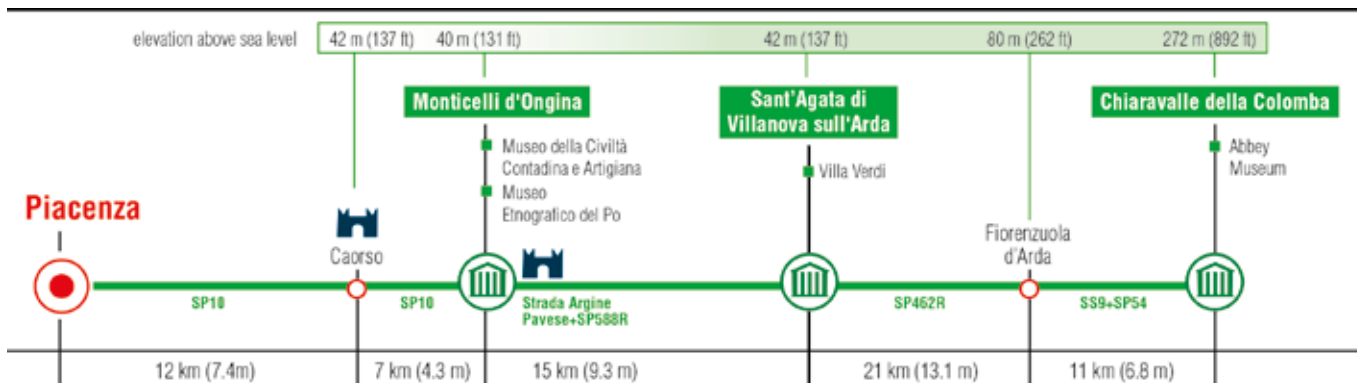 elevation above sea level 42 m (137 ft) 40 m (131 ft) 42 m (137 ft) 80 m (262 ft) 272 m (892 ft)
Monticelli d'Ongina
Sant'Agata di
Villanova sull'Arda
Chiaravalle della Colomba
Museo della Civiltà
Contadina e Artigiana
Museo
Etnografico del Po
Villa Verdi
Abbey
Museum
Piacenza
Caorso
Fiorenzuola
d'Arda
SP10
SP10
Strada Argine
Pavese+SP588R
SP462R
SS9+SP54
12 km (7.4m) 7 km (4.3 m) 15 km (9.3 m) 21 km (13.1 m) 11 km (6.8 m)